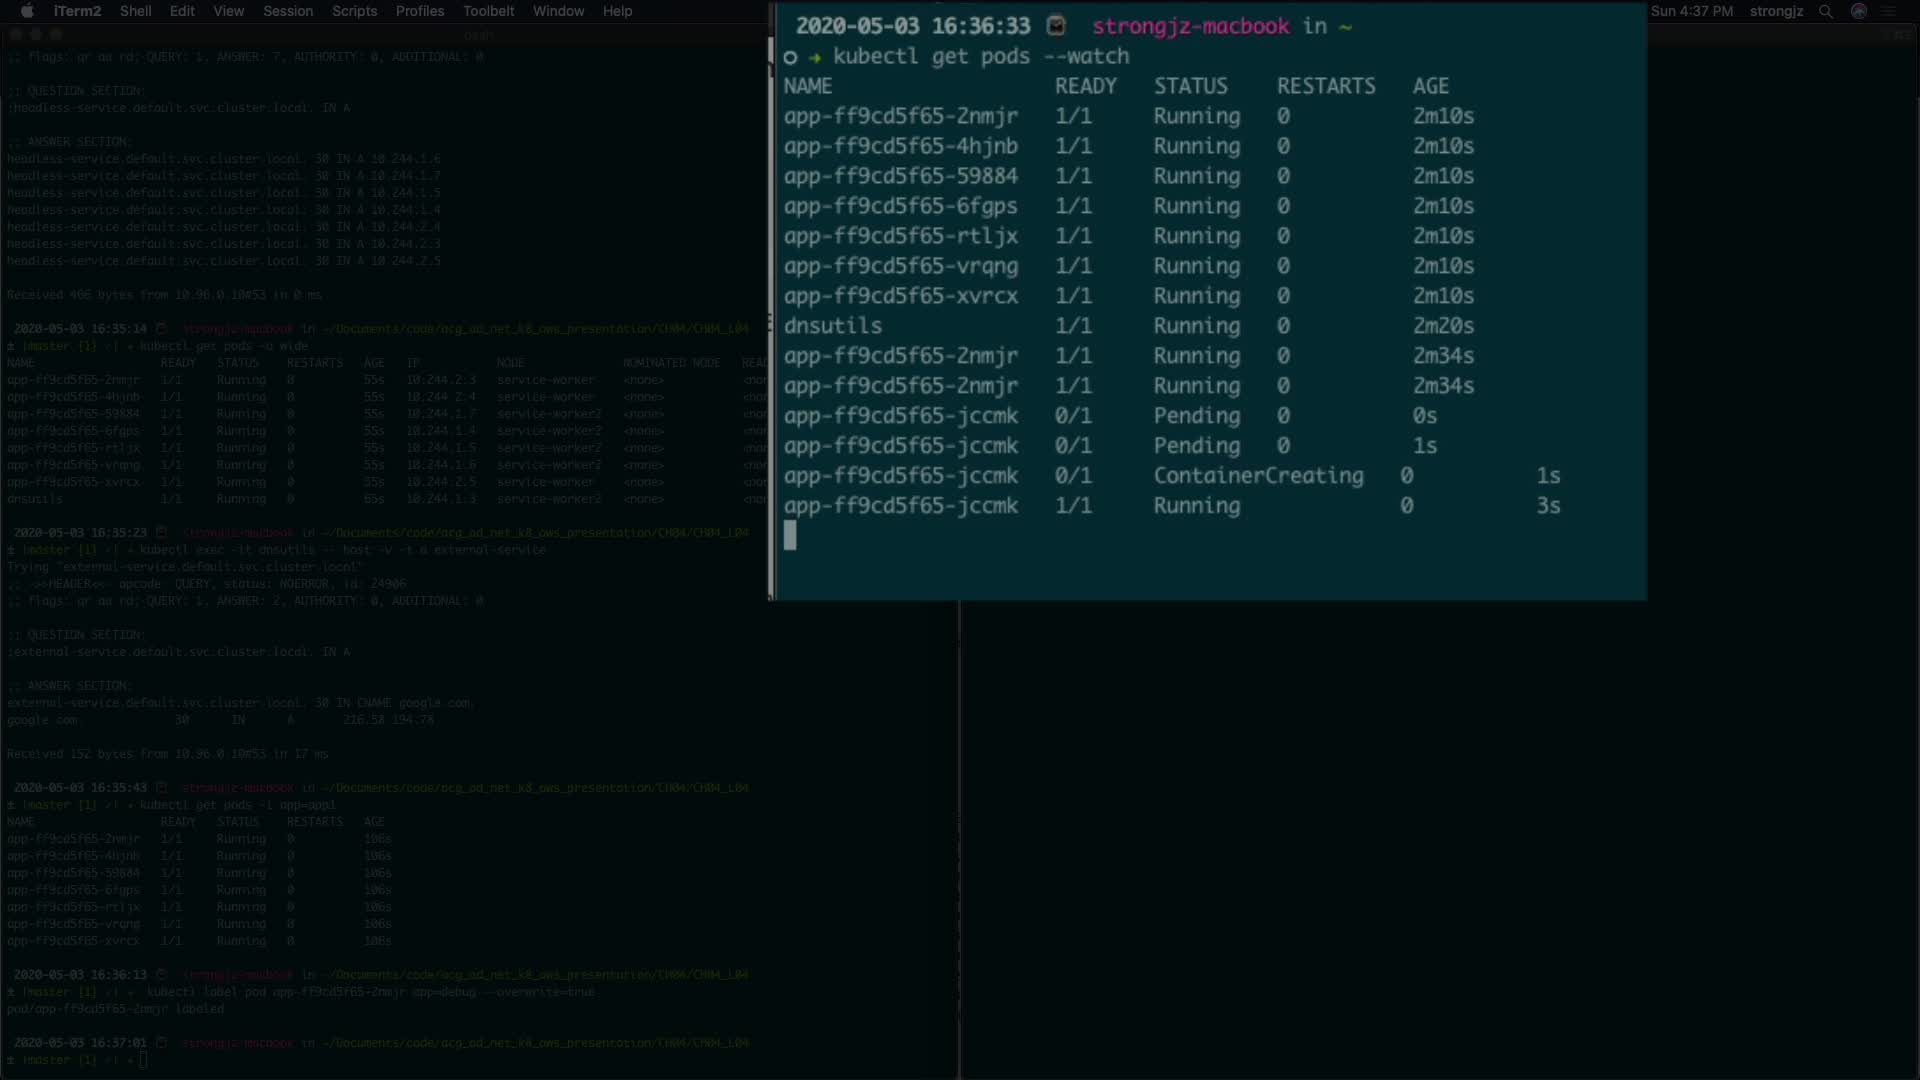 iTerm2 Shell Edit View Session Scripts Profiles Toolbelt Window Help
Sun 4:37 PM strongjz
bash
;; flags: qr aa rd; QUERY: 1, ANSWER: 7, AUTHORITY: 0, ADDITIONAL: 0
;; QUESTION SECTION:
;headless-service.default.svc.cluster.local. IN A
;; ANSWER SECTION:
headless-service.default.svc.cluster.local. 30 IN A 10.244.1.6
headless-service.default.svc.cluster.local. 30 IN A 10.244.1.7
headless-service.default.svc.cluster.local. 30 IN A 10.244.1.5
headless-service.default.svc.cluster.local. 30 IN A 10.244.1.4
headless-service.default.svc.cluster.local. 30 IN A 10.244.2.4
headless-service.default.svc.cluster.local. 30 IN A 10.244.2.3
headless-service.default.svc.cluster.local. 30 IN A 10.244.2.5
Received 466 bytes from 10.96.0.10#53 in 0 ms
2020-05-03 16:35:14 strongjz-macbook in ~/Documents/code/acg_ad_net_k8_aws_presentation/CH04/CH04_L04
± |master [1] ✓| → kubectl get pods -o wide
NAME READY STATUS RESTARTS AGE IP NODE NOMINATED NODE READ
app-ff9cd5f65-2nmjr 1/1 Running 0 55s 10.244.2.3 service-worker <none> <non
app-ff9cd5f65-4hjnb 1/1 Running 0 55s 10.244.2.4 service-worker <none> <non
app-ff9cd5f65-59884 1/1 Running 0 55s 10.244.1.7 service-worker2 <none> <non
app-ff9cd5f65-6fgps 1/1 Running 0 55s 10.244.1.4 service-worker2 <none> <non
app-ff9cd5f65-rtljx 1/1 Running 0 55s 10.244.1.5 service-worker2 <none> <non
app-ff9cd5f65-vrqng 1/1 Running 0 55s 10.244.1.6 service-worker2 <none> <non
app-ff9cd5f65-xvrcx 1/1 Running 0 55s 10.244.2.5 service-worker <none> <non
dnsutils 1/1 Running 0 65s 10.244.1.3 service-worker2 <none> <non
2020-05-03 16:35:23 strongjz-macbook in ~/Documents/code/acg_ad_net_k8_aws_presentation/CH04/CH04_L04
± |master [1] ✓| → kubectl exec -it dnsutils -- host -v -t a external-service
Trying "external-service.default.svc.cluster.local"
;; ->>HEADER<<- opcode: QUERY, status: NOERROR, id: 24906
;; flags: qr aa rd; QUERY: 1, ANSWER: 2, AUTHORITY: 0, ADDITIONAL: 0
;; QUESTION SECTION:
;external-service.default.svc.cluster.local. IN A
;; ANSWER SECTION:
external-service.default.svc.cluster.local. 30 IN CNAME google.com.
google.com. 30 IN A 216.58.194.78
Received 152 bytes from 10.96.0.10#53 in 17 ms
2020-05-03 16:35:43 strongjz-macbook in ~/Documents/code/acg_ad_net_k8_aws_presentation/CH04/CH04_L04
± |master [1] ✓| → kubectl get pods -l app=app1
NAME READY STATUS RESTARTS AGE
app-ff9cd5f65-2nmjr 1/1 Running 0 106s
app-ff9cd5f65-4hjnb 1/1 Running 0 106s
app-ff9cd5f65-59884 1/1 Running 0 106s
app-ff9cd5f65-6fgps 1/1 Running 0 106s
app-ff9cd5f65-rtljx 1/1 Running 0 106s
app-ff9cd5f65-vrqng 1/1 Running 0 106s
app-ff9cd5f65-xvrcx 1/1 Running 0 106s
2020-05-03 16:36:13 strongjz-macbook in ~/Documents/code/acg_ad_net_k8_aws_presentation/CH04/CH04_L04
± |master [1] ✓| → kubectl label pod app-ff9cd5f65-2nmjr app=debug --overwrite=true
pod/app-ff9cd5f65-2nmjr labeled
2020-05-03 16:37:01 strongjz-macbook in ~/Documents/code/acg_ad_net_k8_aws_presentation/CH04/CH04_L04
± |master [1] ✓| →
2020-05-03 16:36:33 strongjz-macbook in ~
○ → kubectl get pods --watch
NAME READY STATUS RESTARTS AGE
app-ff9cd5f65-2nmjr 1/1 Running 0 2m10s
app-ff9cd5f65-4hjnb 1/1 Running 0 2m10s
app-ff9cd5f65-59884 1/1 Running 0 2m10s
app-ff9cd5f65-6fgps 1/1 Running 0 2m10s
app-ff9cd5f65-rtljx 1/1 Running 0 2m10s
app-ff9cd5f65-vrqng 1/1 Running 0 2m10s
app-ff9cd5f65-xvrcx 1/1 Running 0 2m10s
dnsutils 1/1 Running 0 2m20s
app-ff9cd5f65-2nmjr 1/1 Running 0 2m34s
app-ff9cd5f65-2nmjr 1/1 Running 0 2m34s
app-ff9cd5f65-jccmk 0/1 Pending 0 0s
app-ff9cd5f65-jccmk 0/1 Pending 0 1s
app-ff9cd5f65-jccmk 0/1 ContainerCreating 0 1s
app-ff9cd5f65-jccmk 1/1 Running 0 3s